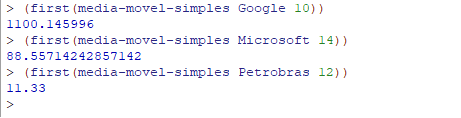 > (first(media-movel-simples Google 10))
1100.145996
> (first(media-movel-simples Microsoft 14))
88.55714242857142
> (first(media-movel-simples Petrobras 12))
11.33
>